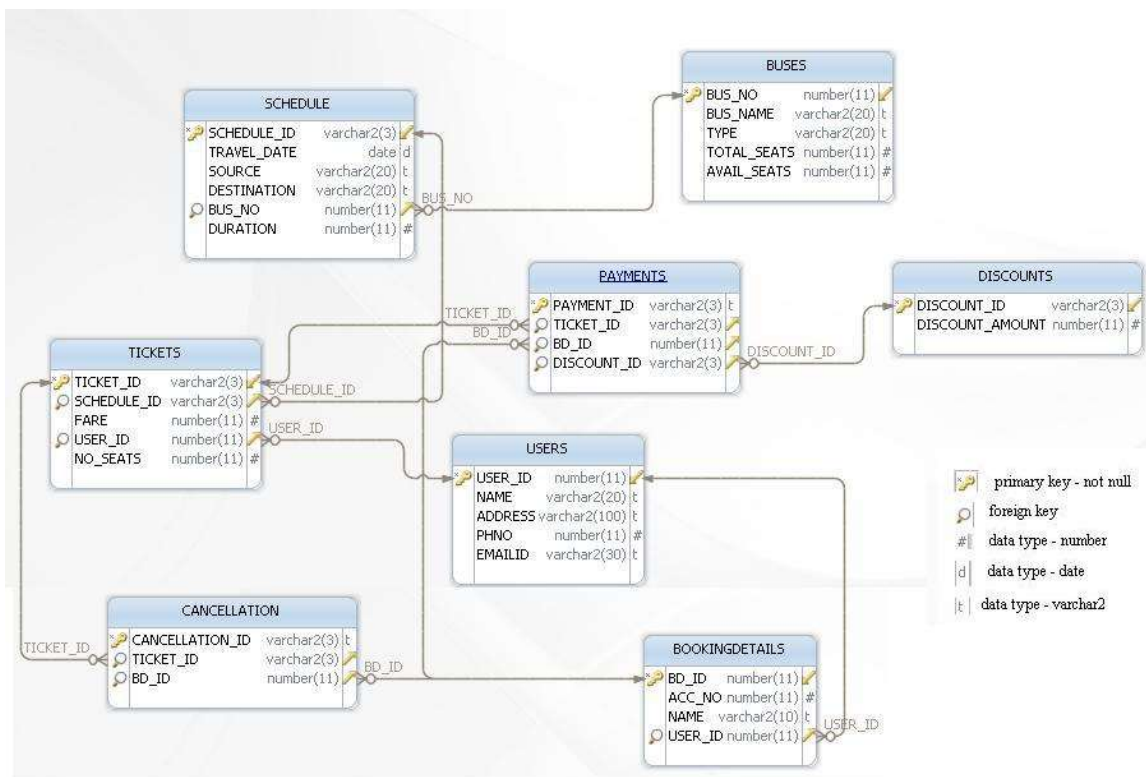 BUSES
BUS_NO number(11)
BUS_NAME varchar2(20) t
TYPE varchar2(20) t
TOTAL_SEATS number(11) #
AVAIL_SEATS number(11) #
SCHEDULE
SCHEDULE_ID varchar2(3)
TRAVEL_DATE date d
SOURCE varchar2(20) t
DESTINATION varchar2(20) t
BUS_NO number(11)
DURATION number(11) #
BUS_NO
PAYMENTS
PAYMENT_ID varchar2(3) t
TICKET_ID varchar2(3)
BD_ID number(11)
DISCOUNT_ID varchar2(3)
TICKET_ID
BD_ID
DISCOUNT_ID
DISCOUNTS
DISCOUNT_ID varchar2(3)
DISCOUNT_AMOUNT number(11) #
TICKETS
TICKET_ID varchar2(3)
SCHEDULE_ID varchar2(3)
FARE number(11) #
USER_ID number(11)
NO_SEATS number(11) #
SCHEDULE_ID
USER_ID
USERS
USER_ID number(11)
NAME varchar2(20) t
ADDRESS varchar2(100) t
PHNO number(11) #
EMAILID varchar2(30) t
primary key - not null
foreign key
# data type - number
d data type - date
t data type - varchar2
CANCELLATION
CANCELLATION_ID varchar2(3) t
TICKET_ID varchar2(3)
BD_ID number(11)
TICKET_ID
BD_ID
BOOKINGDETAILS
BD_ID number(11)
ACC_NO number(11) #
NAME varchar2(10) t
USER_ID number(11)
USER_ID